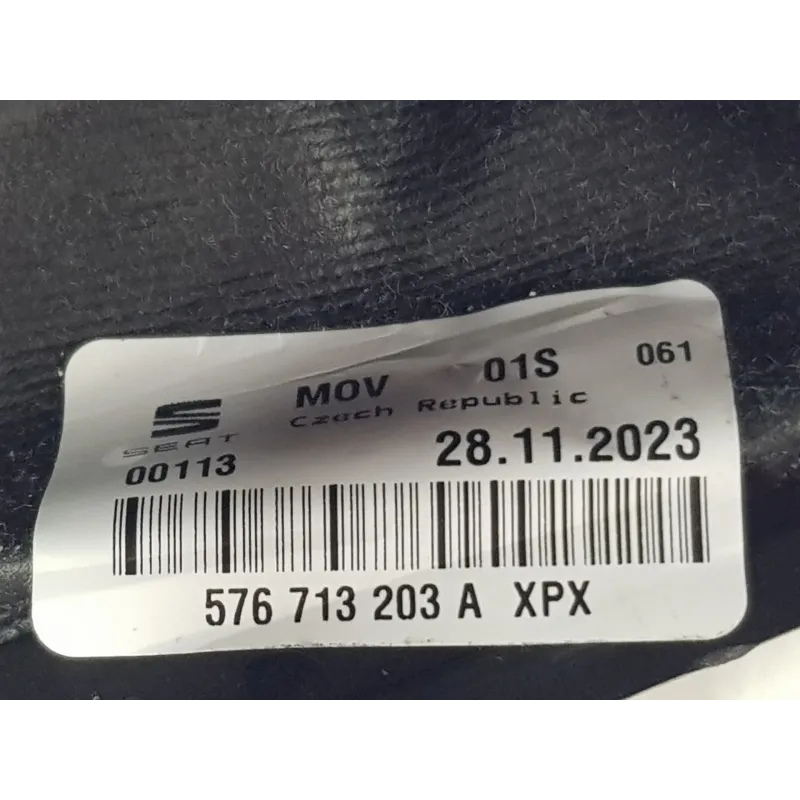 MOV 01S 061
Czech Republic
SEAT
00113 28.11.2023
576 713 203 A XPX